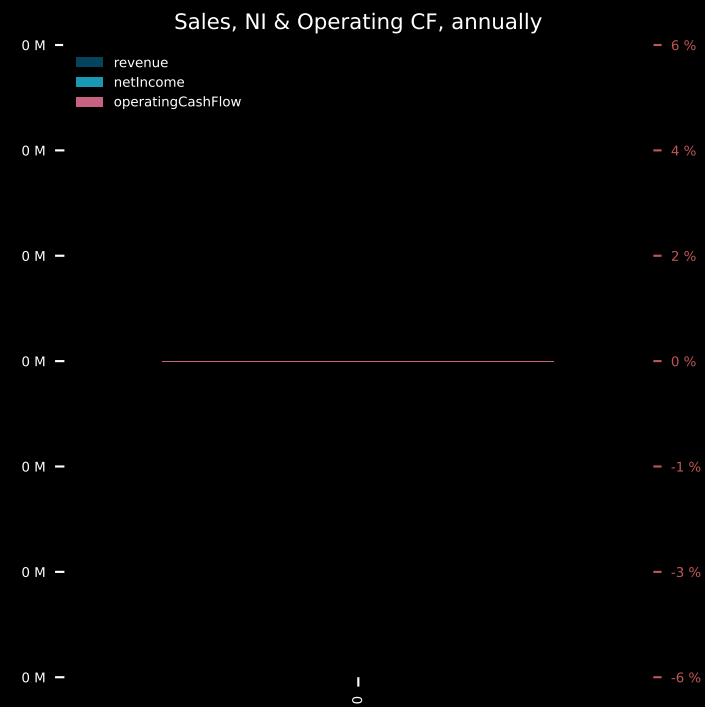 Sales, NI & Operating CF, annually
0 M
6 %
revenue
netIncome
operatingCashFlow
0 M
4 %
0 M
2 %
0 M
0 %
0 M
-1 %
0 M
-3 %
0 M
-6 %
0